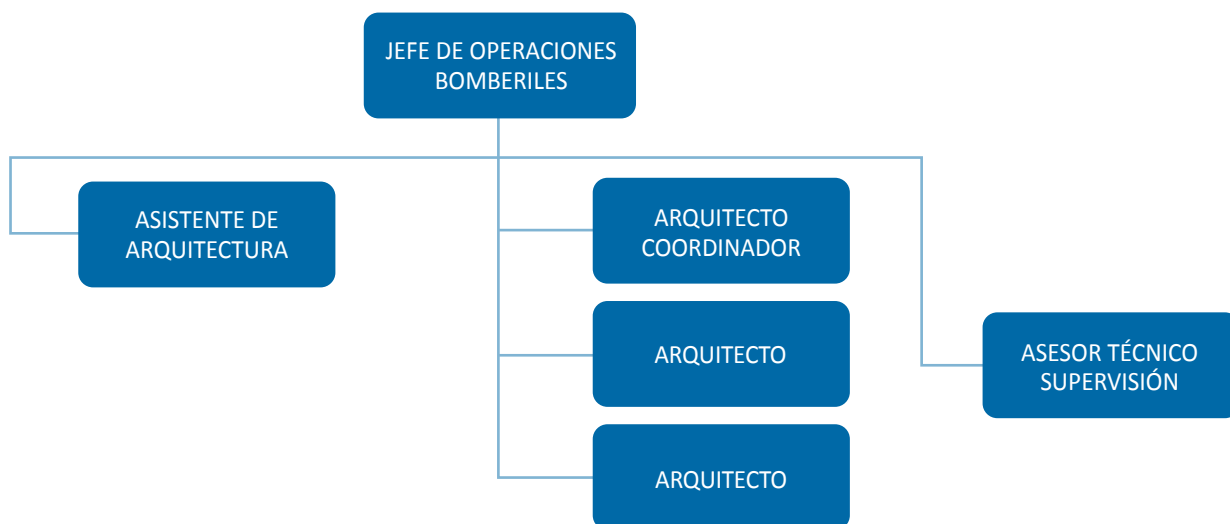 JEFE DE OPERACIONES
BOMBERILES
ASISTENTE DE
ARQUITECTURA
ARQUITECTO
COORDINADOR
ARQUITECTO
ASESOR TÉCNICO
SUPERVISIÓN
ARQUITECTO